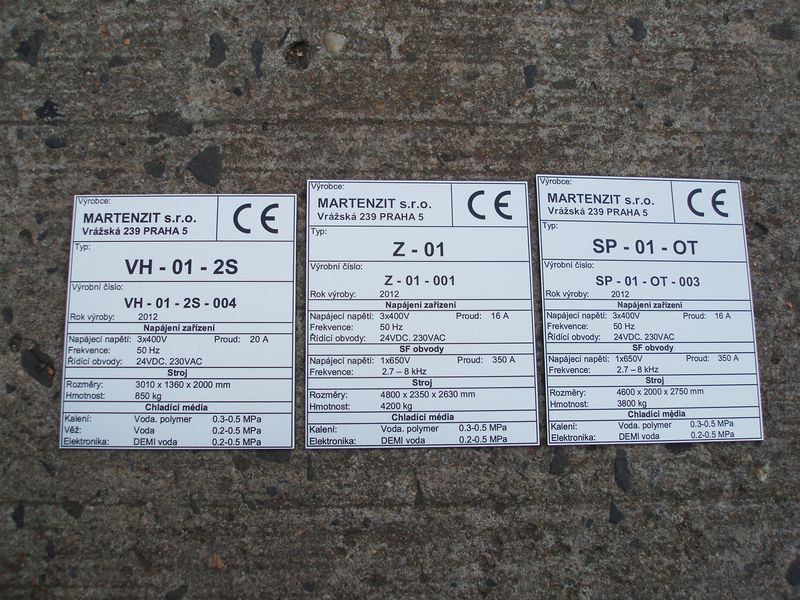 Výrobce:
MARTENZIT s.r.o.
Vrážská 239 PRAHA 5
CE
Typ:
VH - 01 - 2S
Výrobní číslo:
VH - 01 - 2S - 004
Rok výroby: 2012
Napájení zařízení
Napájecí napětí: 3x400V Proud: 20 A
Frekvence: 50 Hz
Řídící obvody: 24VDC. 230VAC
Stroj
Rozměry: 3010 x 1360 x 2000 mm
Hmotnost: 850 kg
Chladící média
Kalení: Voda. polymer 0.3-0.5 MPa
Věž: Voda 0.2-0.5 MPa
Elektronika: DEMI voda 0.2-0.5 MPa
Výrobce:
MARTENZIT s.r.o.
Vrážská 239 PRAHA 5
CE
Typ:
Z - 01
Výrobní číslo:
Z - 01 - 001
Rok výroby: 2012
Napájení zařízení
Napájecí napětí: 3x400V Proud: 16 A
Frekvence: 50 Hz
Řídící obvody: 24VDC. 230VAC
SF obvody
Napájecí napětí: 1x650V Proud: 350 A
Frekvence: 2.7 – 8 kHz
Stroj
Rozměry: 4800 x 2350 x 2630 mm
Hmotnost: 4200 kg
Chladící média
Kalení: Voda. polymer 0.3-0.5 MPa
Elektronika: DEMI voda 0.2-0.5 MPa
Výrobce:
MARTENZIT s.r.o.
Vrážská 239 PRAHA 5
CE
Typ:
SP - 01 - OT
Výrobní číslo:
SP - 01 - OT - 003
Rok výroby: 2012
Napájení zařízení
Napájecí napětí: 3x400V Proud: 16 A
Frekvence: 50 Hz
Řídící obvody: 24VDC. 230VAC
SF obvody
Napájecí napětí: 1x650V Proud: 350 A
Frekvence: 2.7 – 8 kHz
Stroj
Rozměry: 4600 x 2000 x 2750 mm
Hmotnost: 3800 kg
Chladící média
Kalení: Voda. polymer 0.3-0.5 MPa
Elektronika: DEMI voda 0.2-0.5 MPa